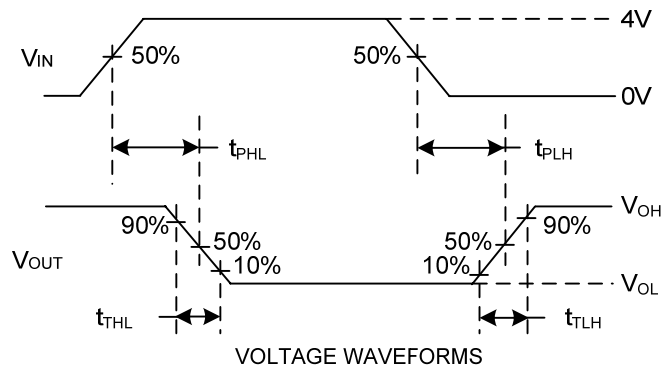 4V
VIN
50%
50%
0V
tPHL
tPLH
VOH
90%
50%
10%
50%
10%
90%
VOUT
VOL
tTHL
tTLH
VOLTAGE WAVEFORMS